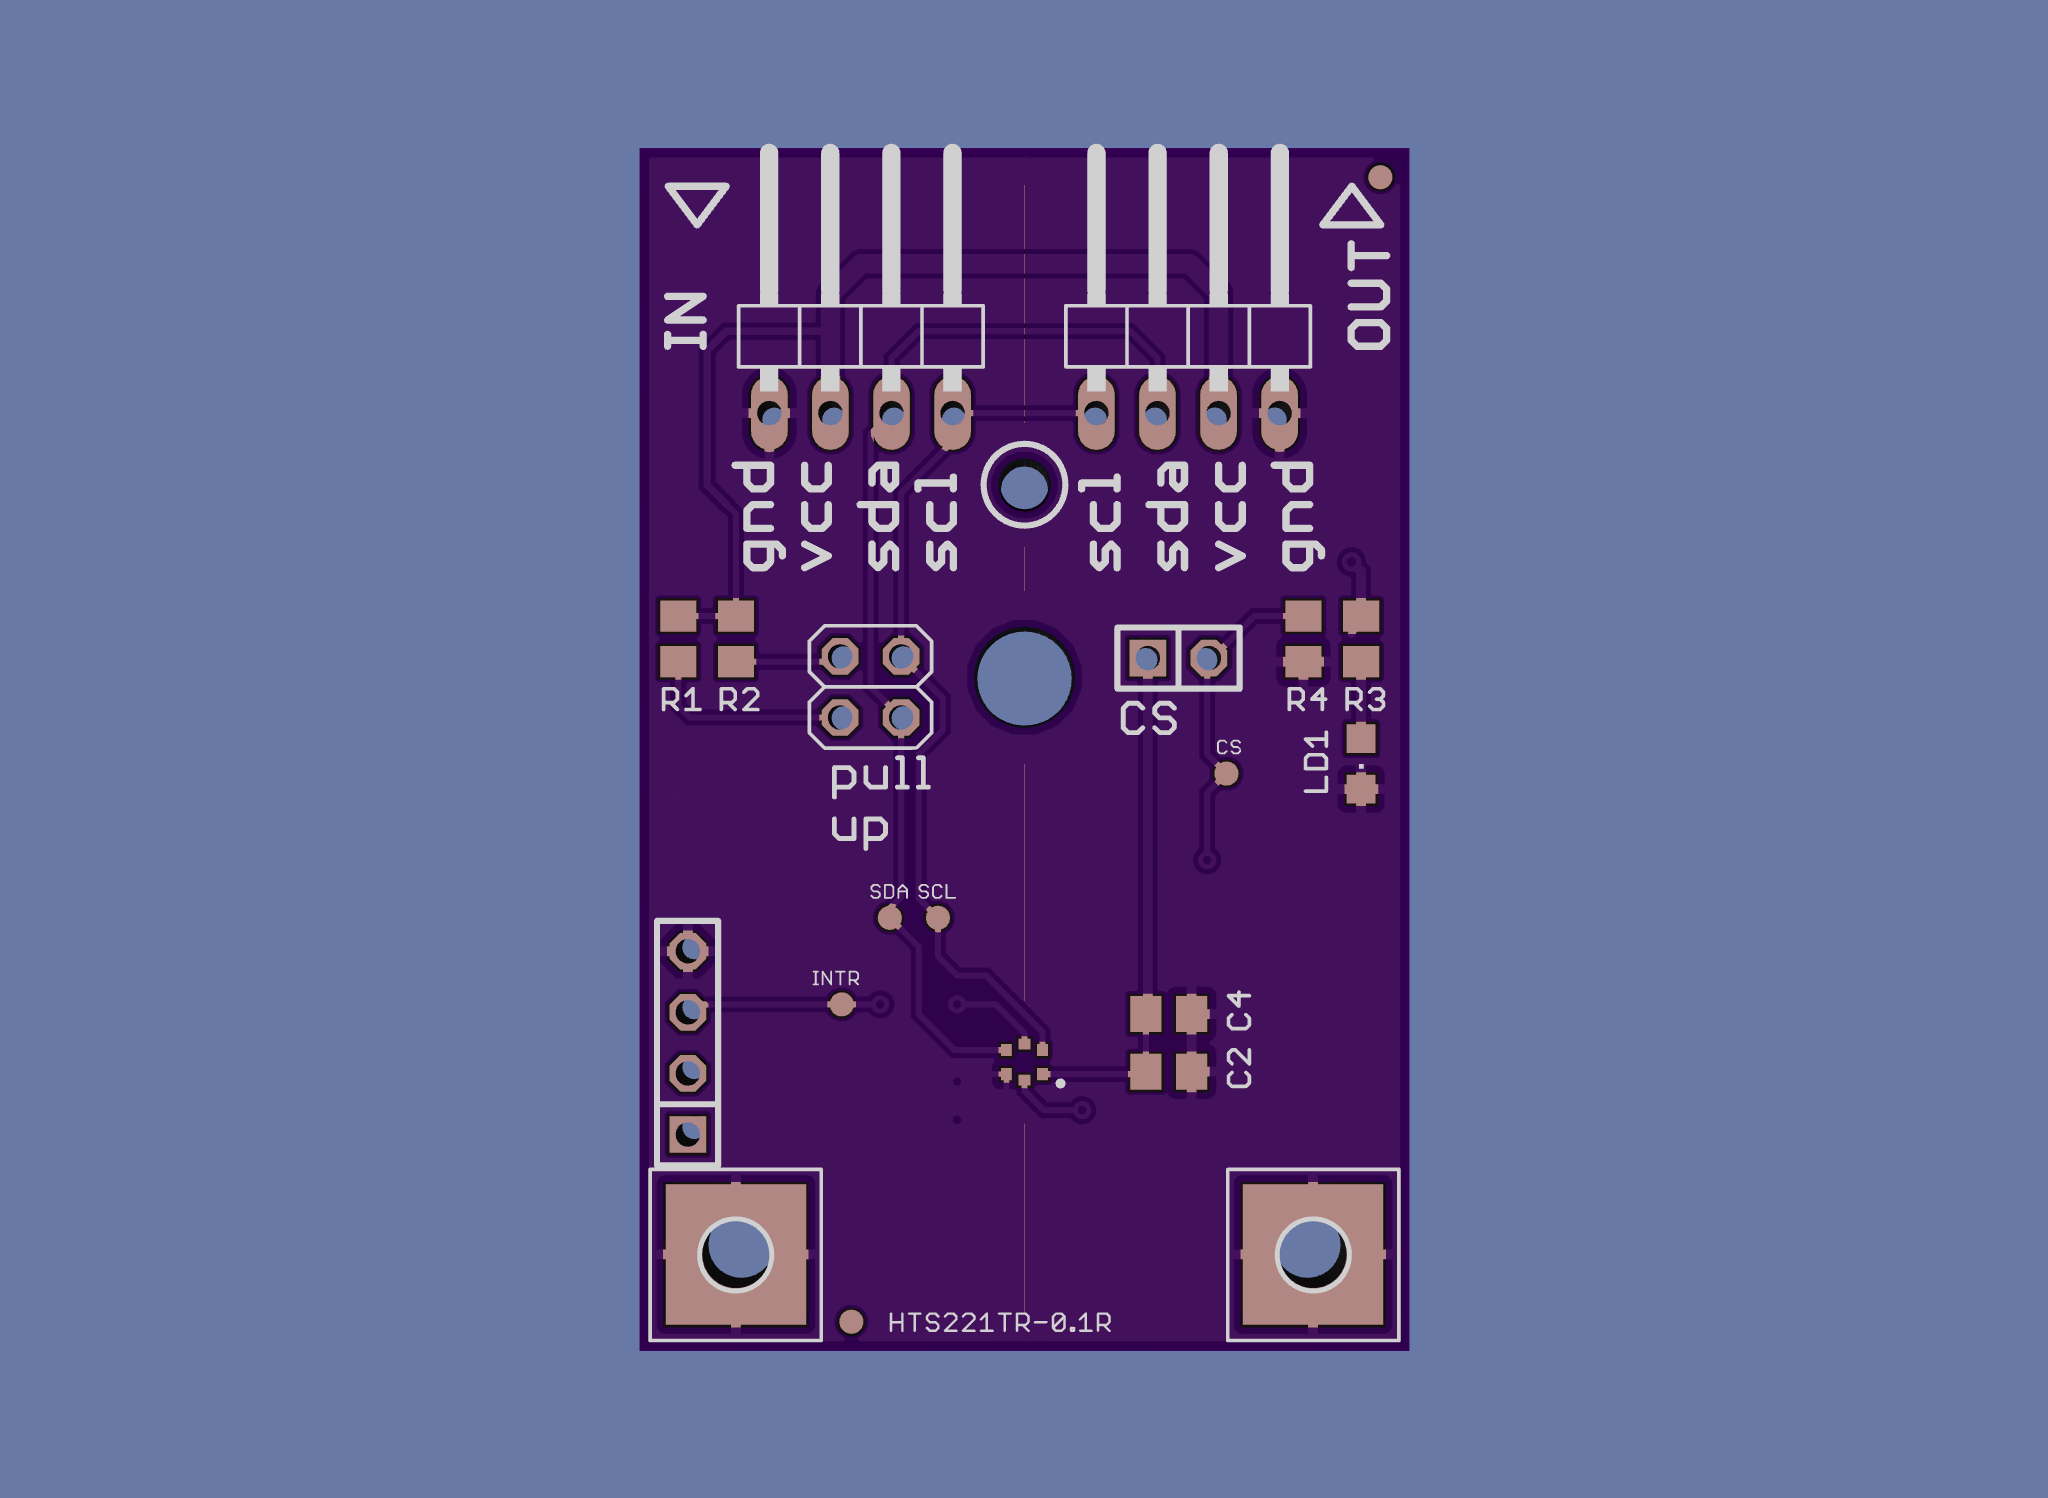 IN
OUT
gnd
vcc
sda
scl
scl
sda
vcc
gnd
R1 R2
R4 R3
CS
CS
LD1
pull
up
SDA SCL
INTR
C4
C2
HTS221TR-0.1R